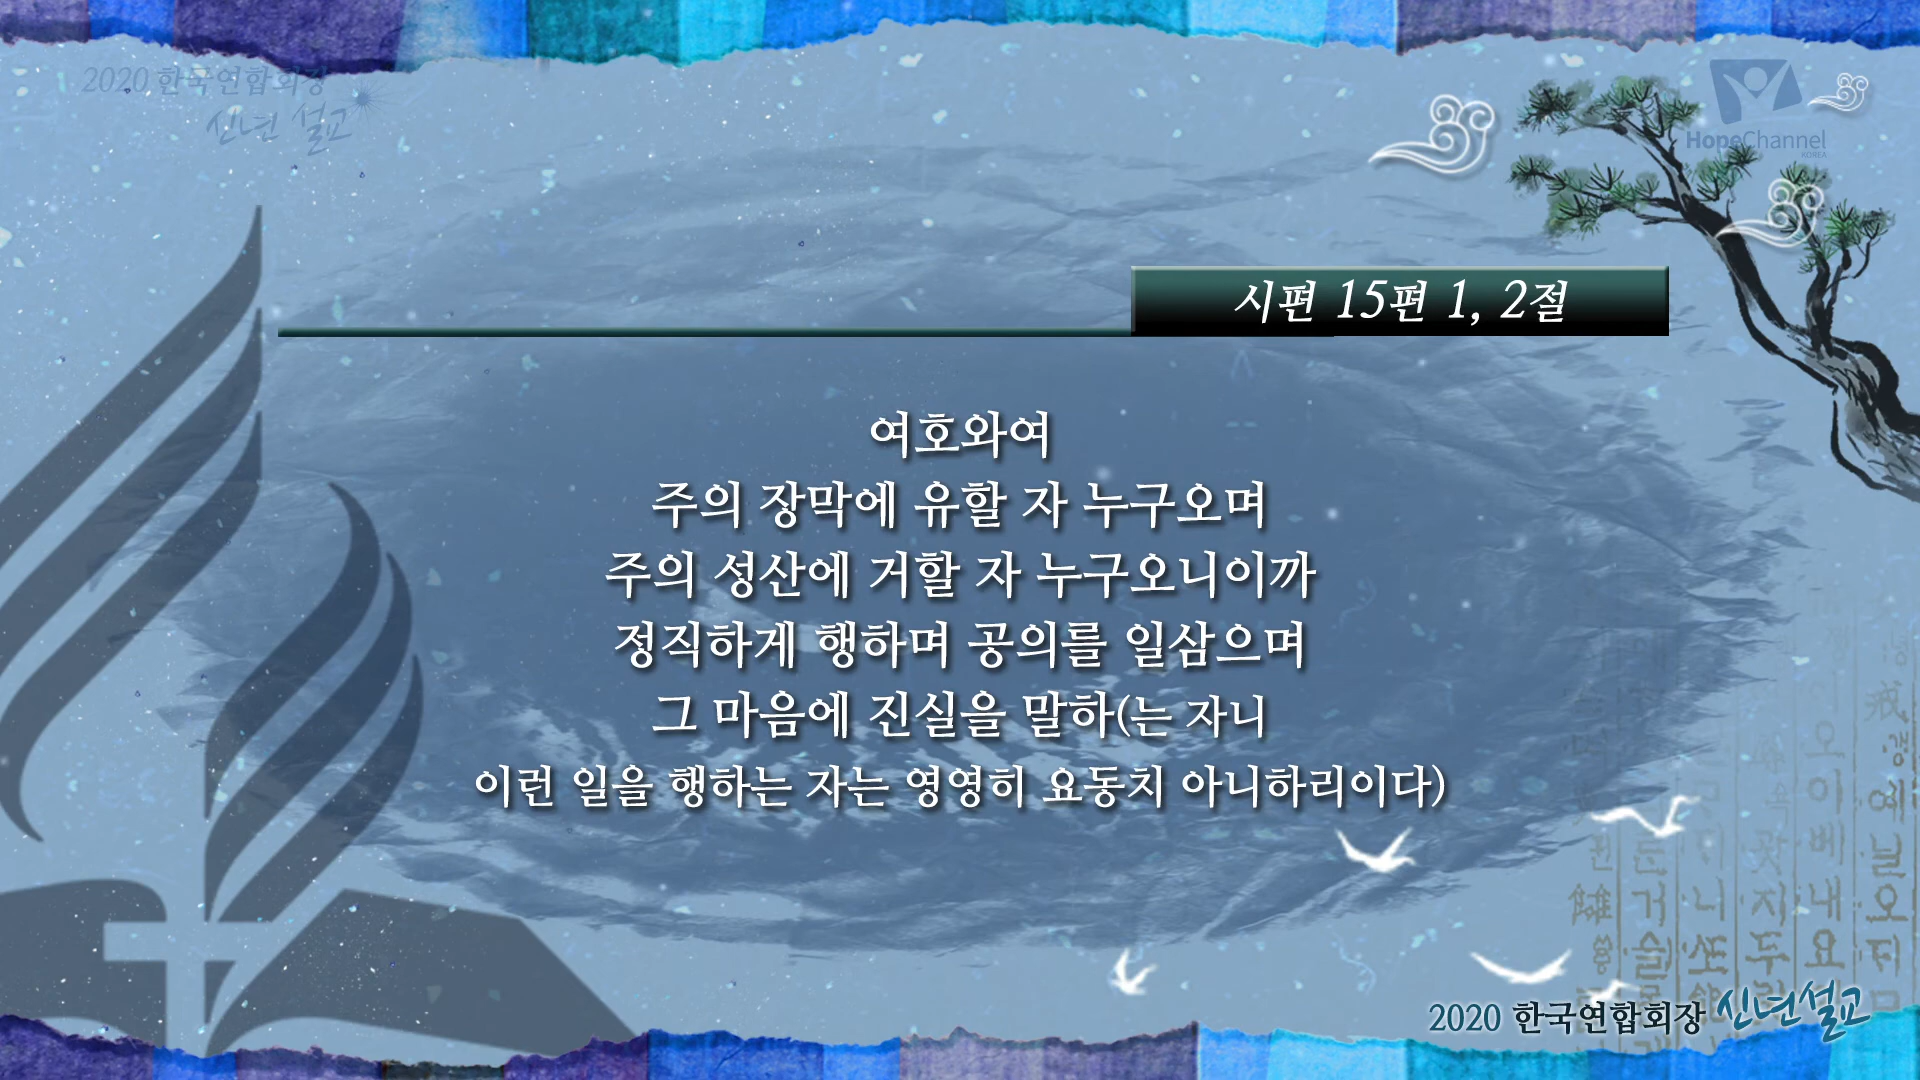 2020 한국연합회장
신년 설교
HopeChannel
KOREA
시편 15편 1, 2절
여호와여
주의 장막에 유할 자 누구오며
주의 성산에 거할 자 누구오니이까
정직하게 행하며 공의를 일삼으며
그 마음에 진실을 말하(는 자니
이런 일을 행하는 자는 영영히 요동치 아니하리이다)
2020 한국연합회장 신년설교